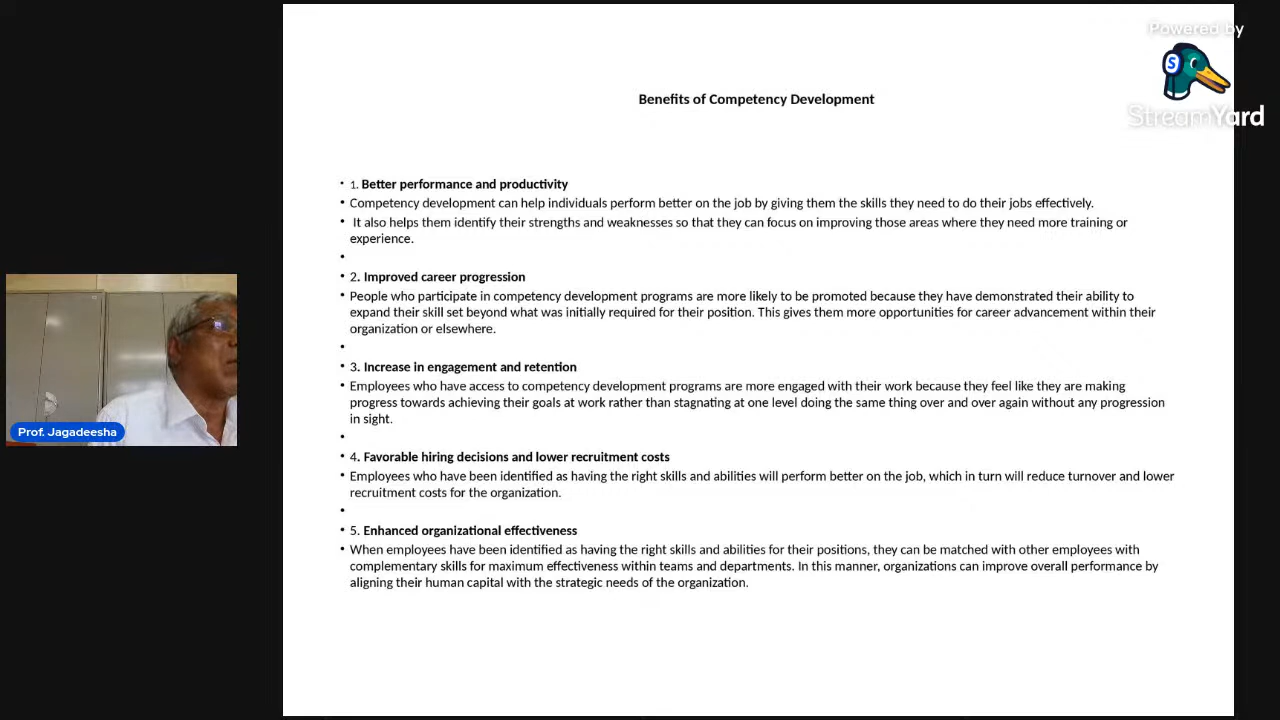 Powered by
StreamYard
Benefits of Competency Development
• 1. Better performance and productivity
• Competency development can help individuals perform better on the job by giving them the skills they need to do their jobs effectively.
• It also helps them identify their strengths and weaknesses so that they can focus on improving those areas where they need more training or
experience.
•
• 2. Improved career progression
• People who participate in competency development programs are more likely to be promoted because they have demonstrated their ability to
expand their skill set beyond what was initially required for their position. This gives them more opportunities for career advancement within their
organization or elsewhere.
•
• 3. Increase in engagement and retention
• Employees who have access to competency development programs are more engaged with their work because they feel like they are making
progress towards achieving their goals at work rather than stagnating at one level doing the same thing over and over again without any progression
in sight.
•
• 4. Favorable hiring decisions and lower recruitment costs
• Employees who have been identified as having the right skills and abilities will perform better on the job, which in turn will reduce turnover and lower
recruitment costs for the organization.
•
• 5. Enhanced organizational effectiveness
• When employees have been identified as having the right skills and abilities for their positions, they can be matched with other employees with
complementary skills for maximum effectiveness within teams and departments. In this manner, organizations can improve overall performance by
aligning their human capital with the strategic needs of the organization.
Prof. Jagadeesha